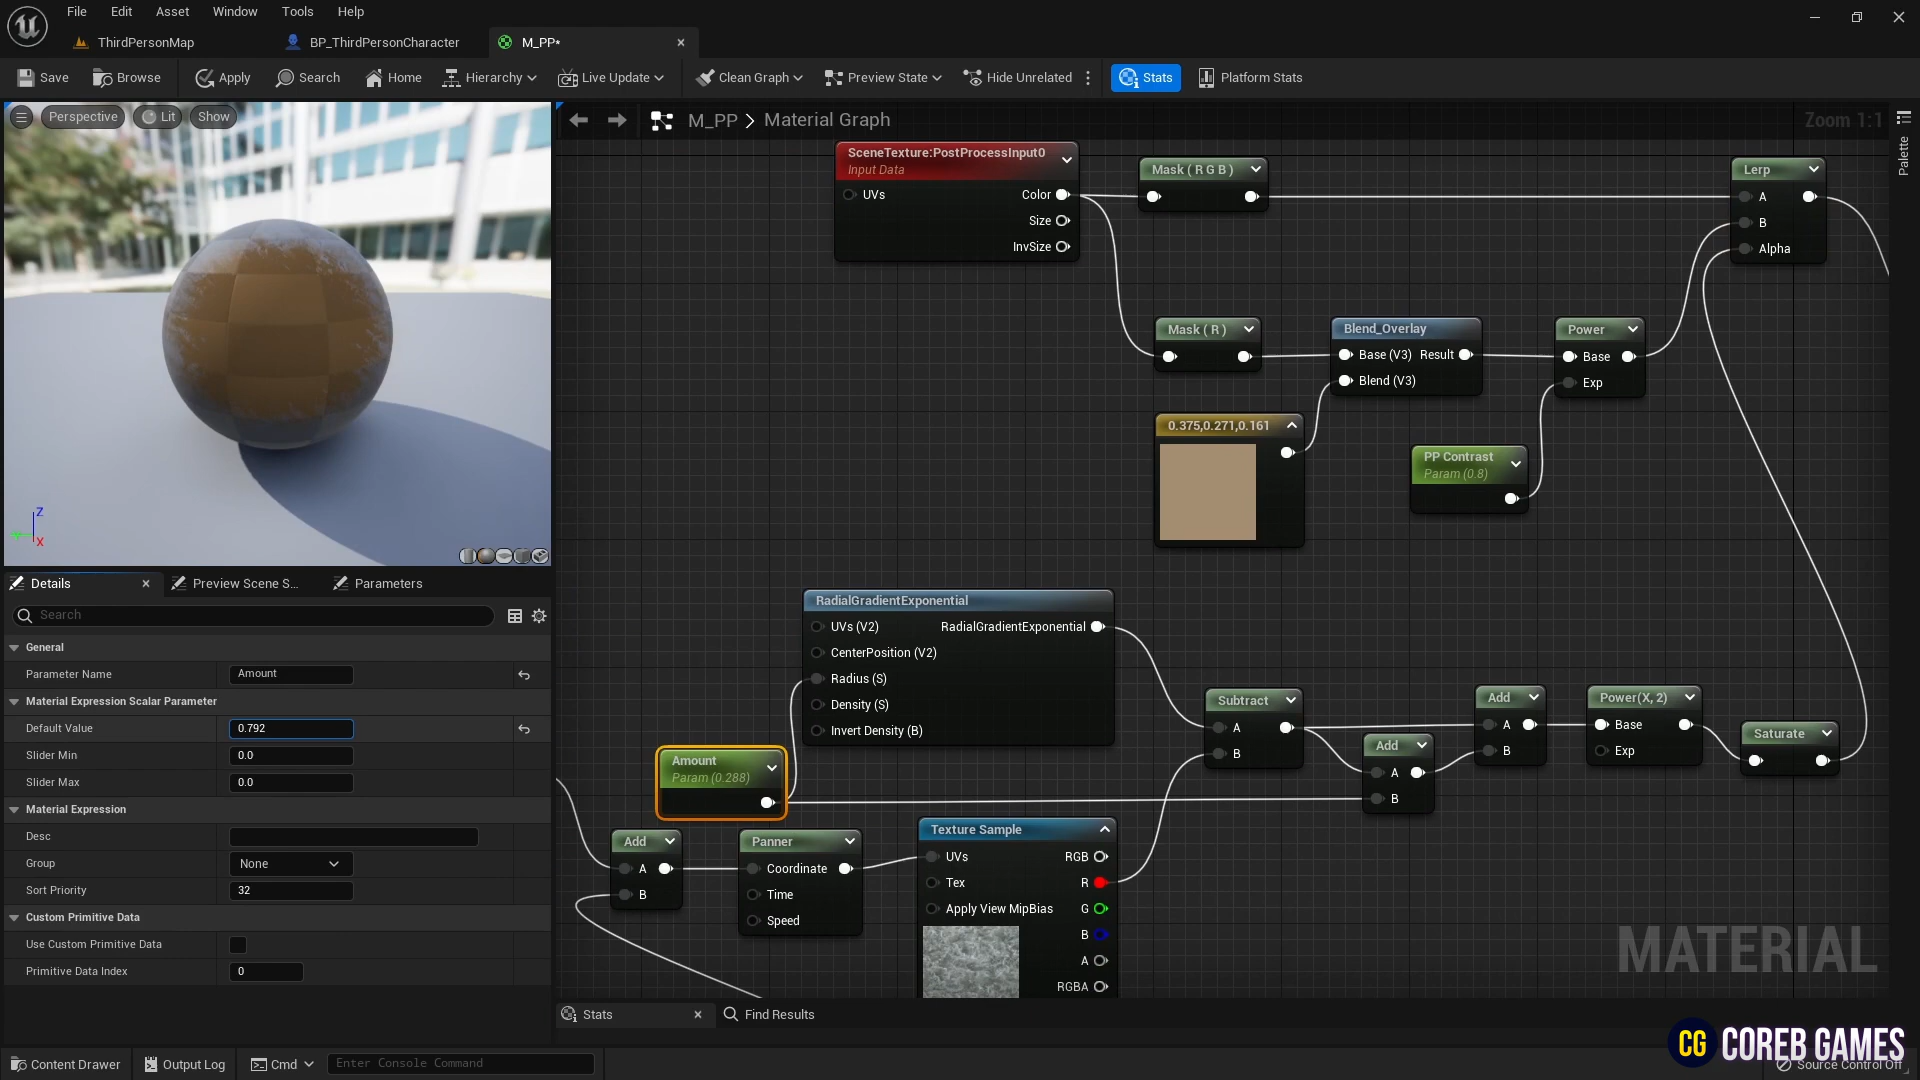 File Edit Asset Window Tools Help
ThirdPersonMap BP_ThirdPersonCharacter M_PP*
Save Browse Apply Search Home Hierarchy Live Update Clean Graph Preview State Hide Unrelated Stats Platform Stats
Perspective Lit Show
M_PP > Material Graph
Zoom 1:1
Palette
SceneTexture:PostProcessInput0
Input Data
UVs Color
Size
InvSize
Mask ( R G B )
Lerp
A
B
Alpha
Mask ( R )
Blend_Overlay
Base (V3) Result
Blend (V3)
Power
Base
Exp
0.375,0.271,0.161
PP Contrast
Param (0.8)
Z
X
Details Preview Scene S... Parameters
Search
General
Parameter Name Amount
Material Expression Scalar Parameter
Default Value 0.792
Slider Min 0.0
Slider Max 0.0
Material Expression
Desc
Group None
Sort Priority 32
Custom Primitive Data
Use Custom Primitive Data
Primitive Data Index 0
RadialGradientExponential
UVs (V2) RadialGradientExponential
CenterPosition (V2)
Radius (S)
Density (S)
Invert Density (B)
Amount
Param (0.288)
Subtract
A
B
Add
A
B
Add
A
B
Power(X, 2)
Base
Exp
Saturate
Add
A
B
Panner
Coordinate
Time
Speed
Texture Sample
UVs RGB
Tex R
Apply View MipBias G
B
A
RGBA
MATERIAL
Stats Find Results
CG COREB GAMES
Content Drawer Output Log Cmd Enter Console Command Source Control Off